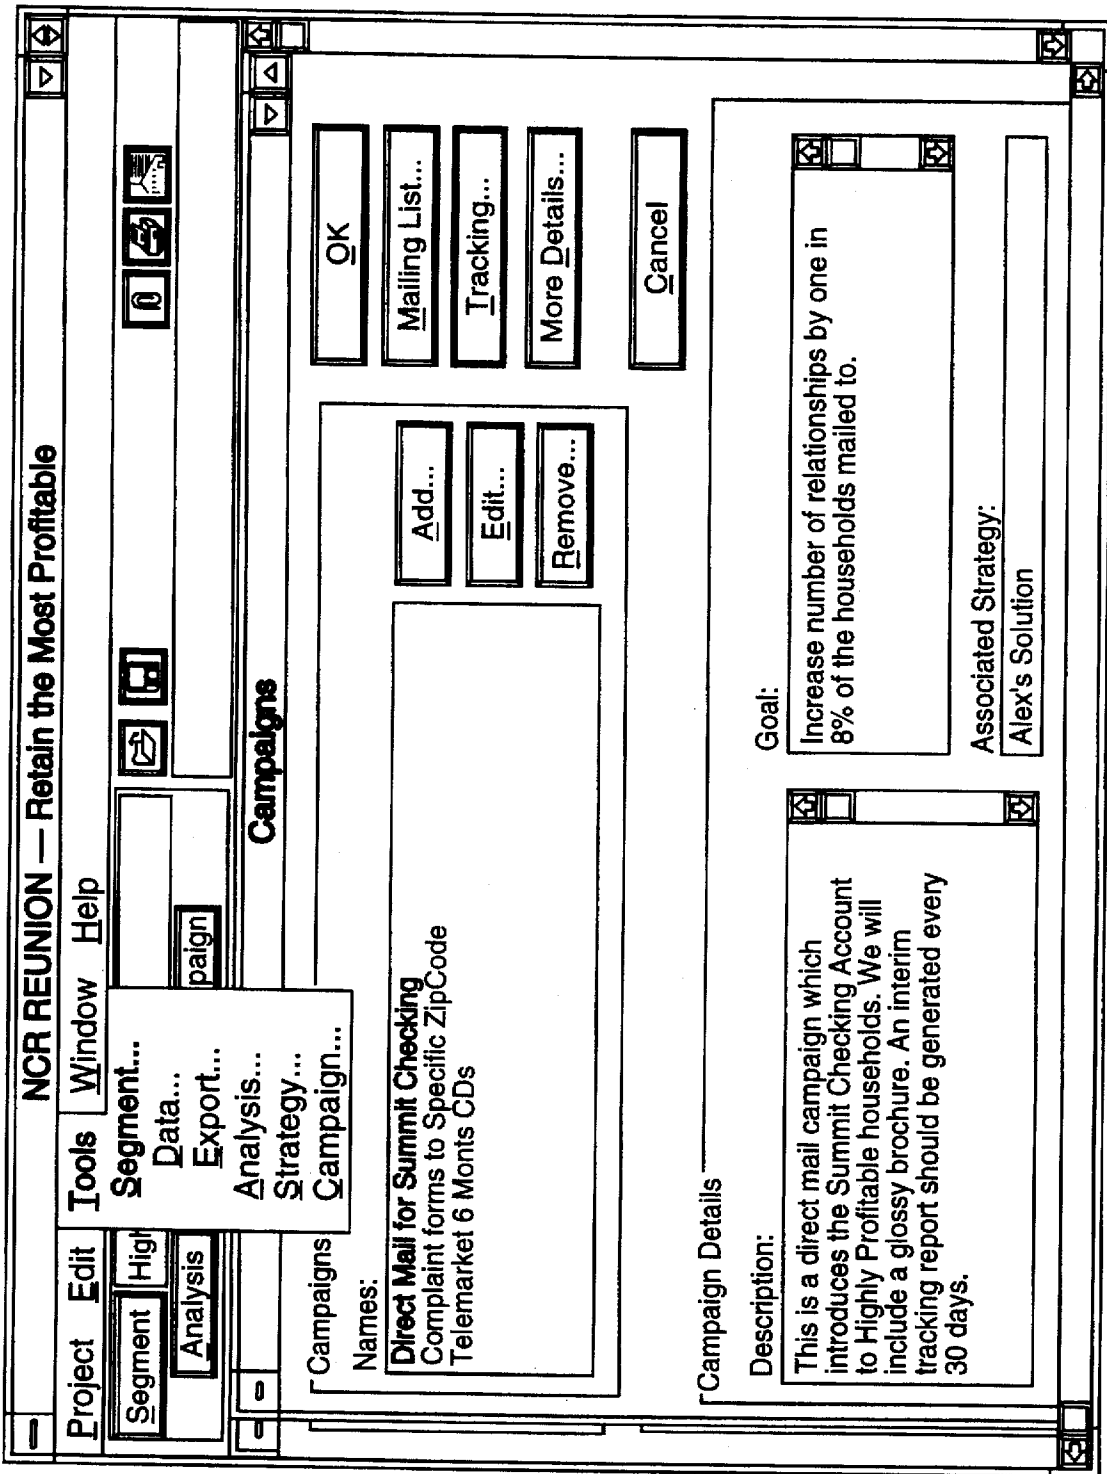 NCR REUNION — Retain the Most Profitable
Project Edit Tools Window Help
Segment High
Analysis paign
Segment...
Data...
Export...
Analysis...
Strategy...
Campaign...
Campaigns
Campaigns
Names:
Direct Mail for Summit Checking
Complaint forms to Specific ZipCode
Telemarket 6 Monts CDs
Add...
Edit...
Remove...
OK
Mailing List...
Tracking...
More Details...
Cancel
Campaign Details
Description:
This is a direct mail campaign which
introduces the Summit Checking Account
to Highly Profitable households. We will
include a glossy brochure. An interim
tracking report should be generated every
30 days.
Goal:
Increase number of relationships by one in
8% of the households mailed to.
Associated Strategy:
Alex's Solution